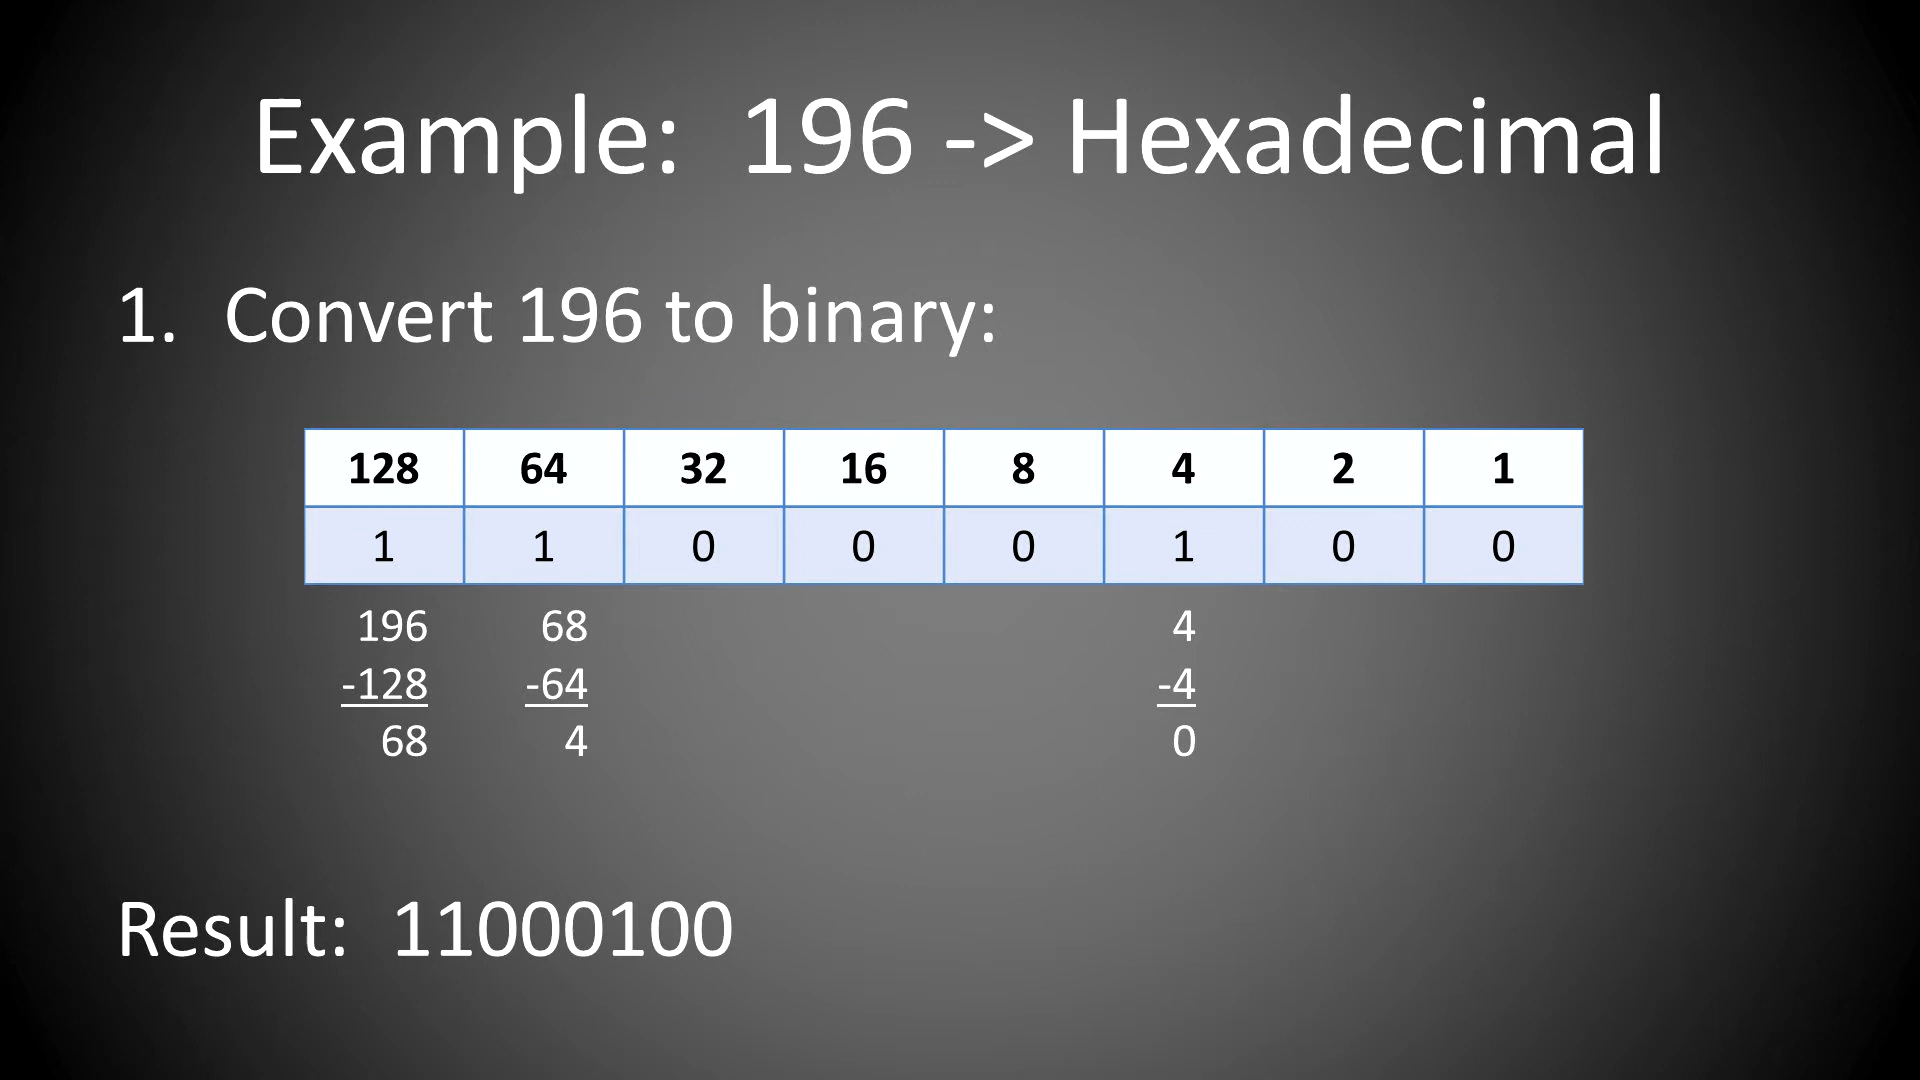 Example: 196 -> Hexadecimal
1. Convert 196 to binary:
128 64 32 16 8 4 2 1
1 1 0 0 0 1 0 0
196 68 4
-128 -64 -4
68 4 0
Result: 11000100